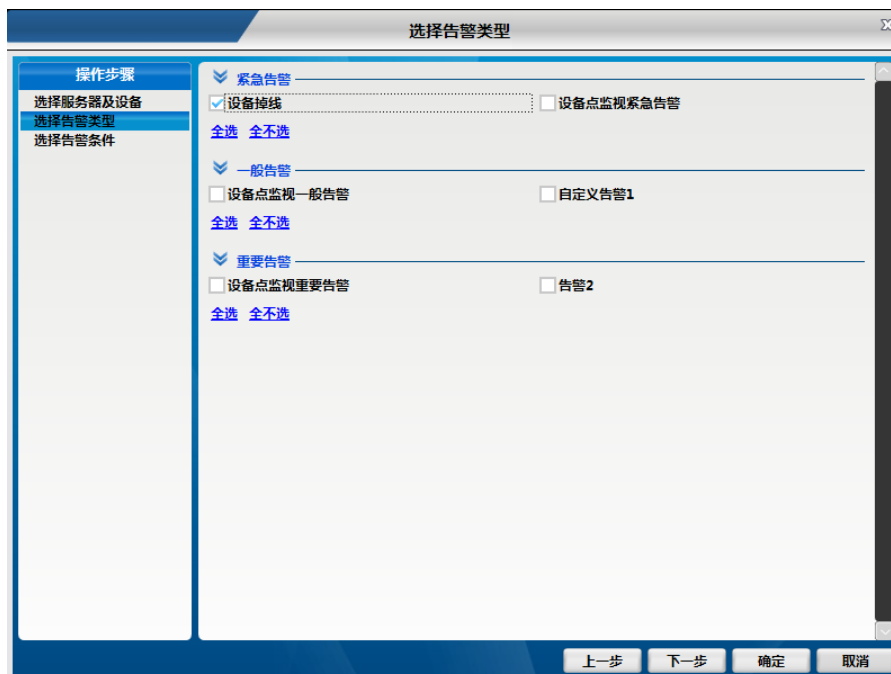 选择告警类型
操作步骤
选择服务器及设备
选择告警类型
选择告警条件
紧急告警
设备掉线 设备点监视紧急告警
全选 全不选
一般告警
设备点监视一般告警 自定义告警1
全选 全不选
重要告警
设备点监视重要告警 告警2
全选 全不选
上一步 下一步 确定 取消